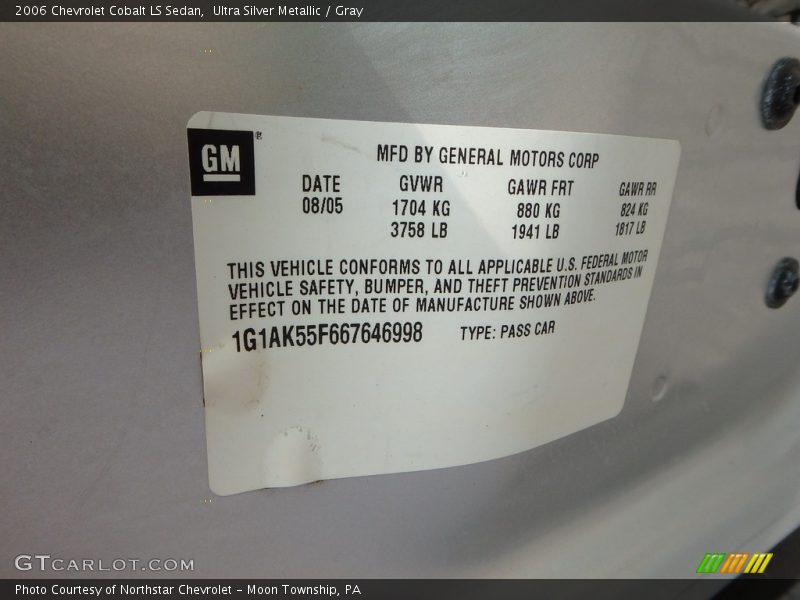 2006 Chevrolet Cobalt LS Sedan, Ultra Silver Metallic / Gray
GM ®
MFD BY GENERAL MOTORS CORP
DATE GVWR GAWR FRT GAWR RR
08/05 1704 KG 880 KG 824 KG
3758 LB 1941 LB 1817 LB
THIS VEHICLE CONFORMS TO ALL APPLICABLE U.S. FEDERAL MOTOR
VEHICLE SAFETY, BUMPER, AND THEFT PREVENTION STANDARDS IN
EFFECT ON THE DATE OF MANUFACTURE SHOWN ABOVE.
1G1AK55F667646998 TYPE: PASS CAR
GTCARLOT.COM
Photo Courtesy of Northstar Chevrolet - Moon Township, PA